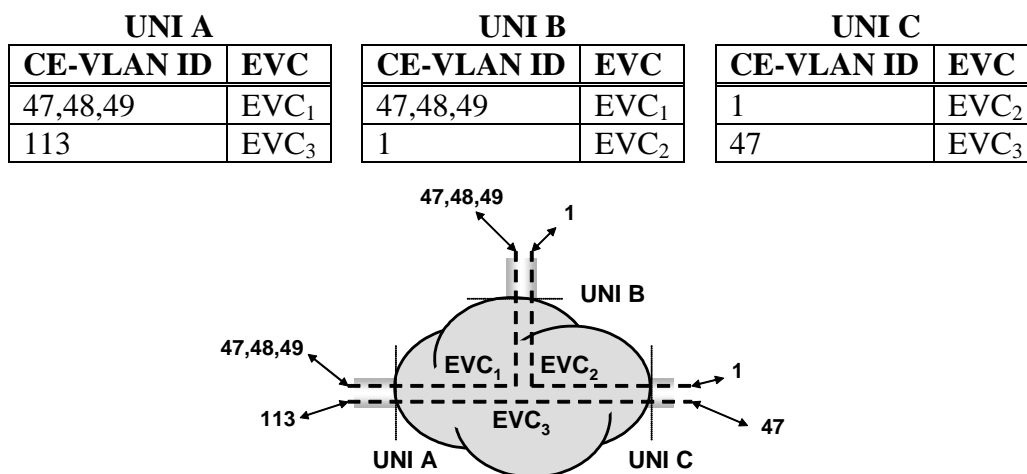 UNI A UNI B UNI C
CE-VLAN ID EVC CE-VLAN ID EVC CE-VLAN ID EVC
47,48,49 EVC₁ 47,48,49 EVC₁ 1 EVC₂
113 EVC₃ 1 EVC₂ 47 EVC₃
47,48,49 1
UNI B
47,48,49 EVC₁ EVC₂ 1
113 EVC₃ 47
UNI A UNI C